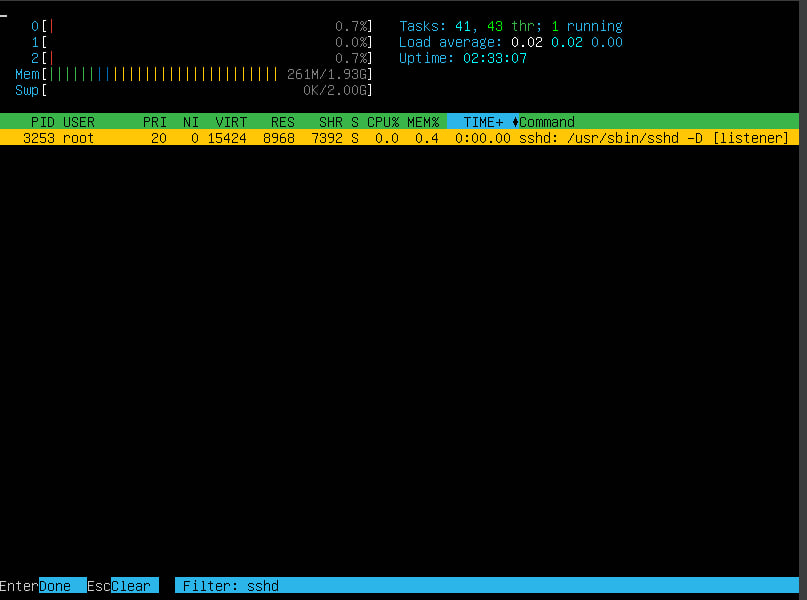 0[| 0.7%] Tasks: 41, 43 thr; 1 running
1[ 0.0%] Load average: 0.02 0.02 0.00
2[| 0.7%] Uptime: 02:33:07
Mem[||||||||||||||||||||||||||||| 261M/1.93G]
Swp[ 0K/2.00G]
PID USER PRI NI VIRT RES SHR S CPU% MEM% TIME+ Command
3253 root 20 0 15424 8968 7392 S 0.0 0.4 0:00.00 sshd: /usr/sbin/sshd -D [listener]
EnterDone EscClear Filter: sshd